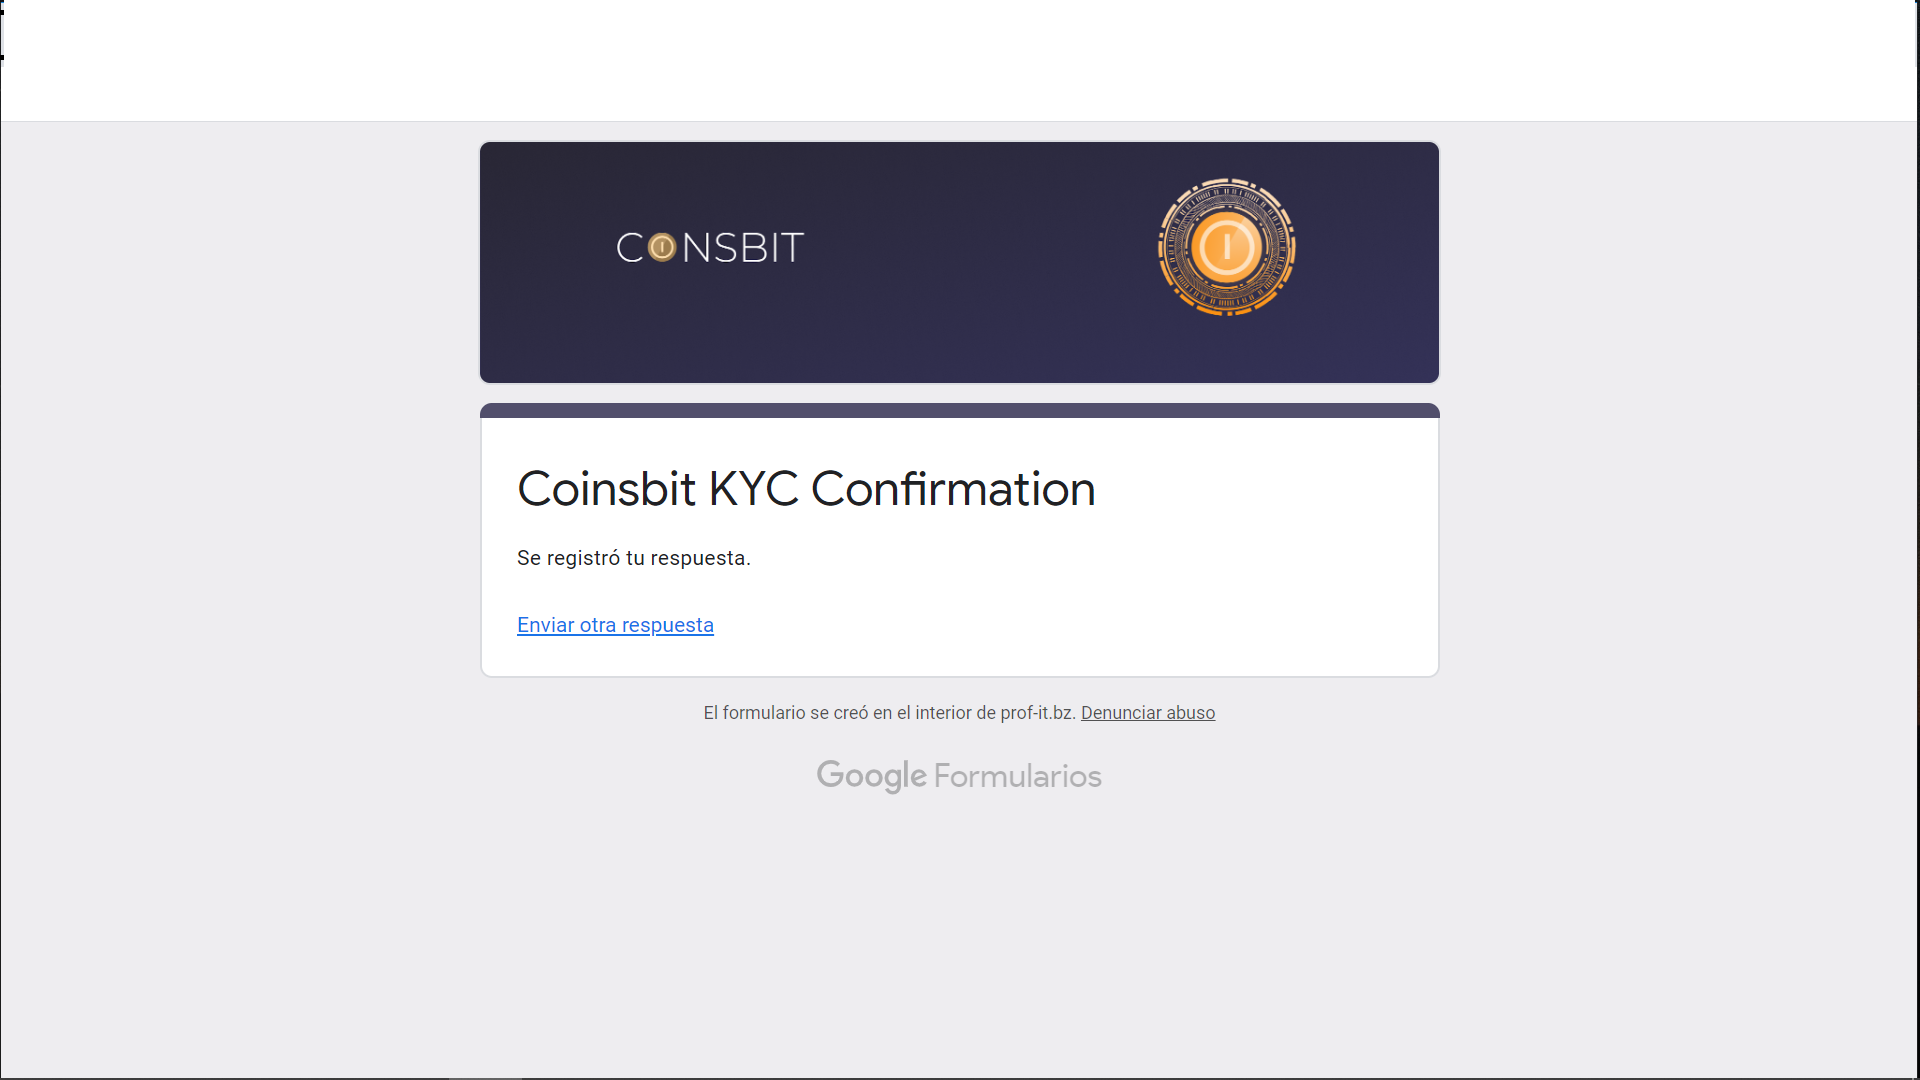 COINSBIT
Coinsbit KYC Confirmation
Se registró tu respuesta.
Enviar otra respuesta
El formulario se creó en el interior de prof-it.bz. Denunciar abuso
Google Formularios